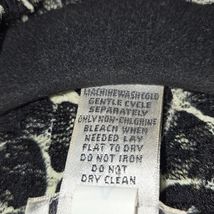 MACHINE WASH COLD
GENTLE CYCLE
SEPARATELY
ONLY NON-CHLORINE
BLEACH WHEN
NEEDED LAY
FLAT TO DRY
DO NOT IRON
DO NOT
DRY CLEAN